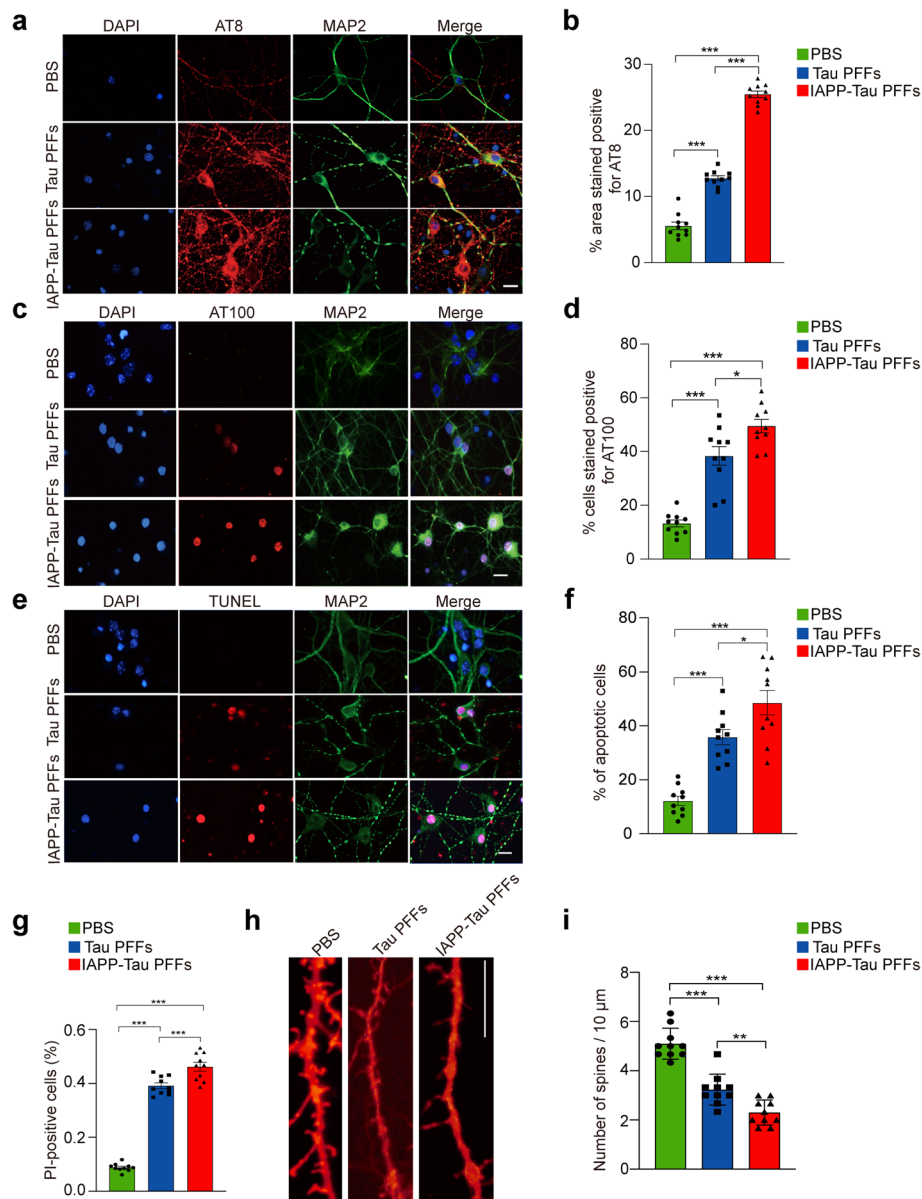 a
DAPI AT8 MAP2 Merge
PBS
Tau PFFs
IAPP-Tau PFFs
b
PBS
Tau PFFs
IAPP-Tau PFFs
% area stained positive
for AT8
30
20
10
0
***
***
***
c
DAPI AT100 MAP2 Merge
PBS
Tau PFFs
IAPP-Tau PFFs
d
PBS
Tau PFFs
IAPP-Tau PFFs
% cells stained positive
for AT100
80
60
40
20
0
***
*
***
e
DAPI TUNEL MAP2 Merge
PBS
Tau PFFs
IAPP-Tau PFFs
f
PBS
Tau PFFs
IAPP-Tau PFFs
% of apoptotic cells
80
60
40
20
0
***
*
***
g
PBS
Tau PFFs
IAPP-Tau PFFs
PI-positive cells (%)
0.6
0.4
0.2
0.0
***
***
***
h
PBS
Tau PFFs
IAPP-Tau PFFs
i
PBS
Tau PFFs
IAPP-Tau PFFs
Number of spines / 10 μm
8
6
4
2
0
***
***
**